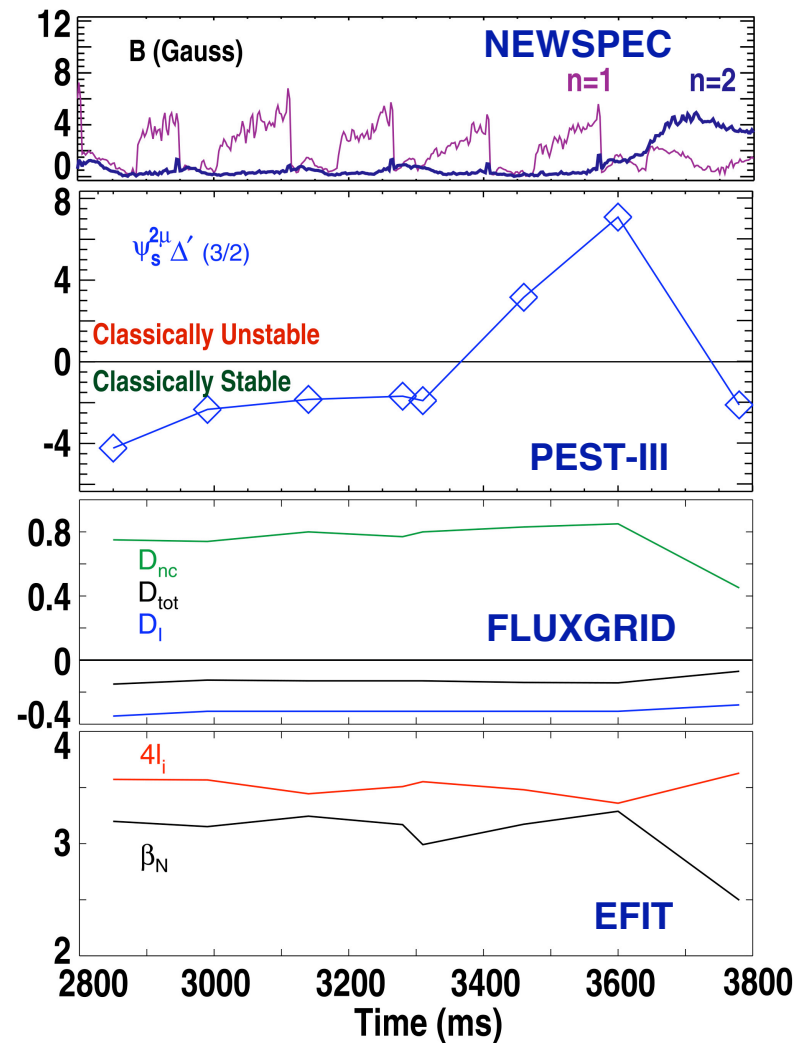 12
8
4
0
B (Gauss)
NEWSPEC
n=1
n=2
8
4
0
-4
ψs2μΔ′ (3/2)
Classically Unstable
Classically Stable
PEST-III
0.8
0.4
0
-0.4
Dnc
Dtot
DI
FLUXGRID
4
3
2
4li
βN
EFIT
2800 3000 3200 3400 3600 3800
Time (ms)